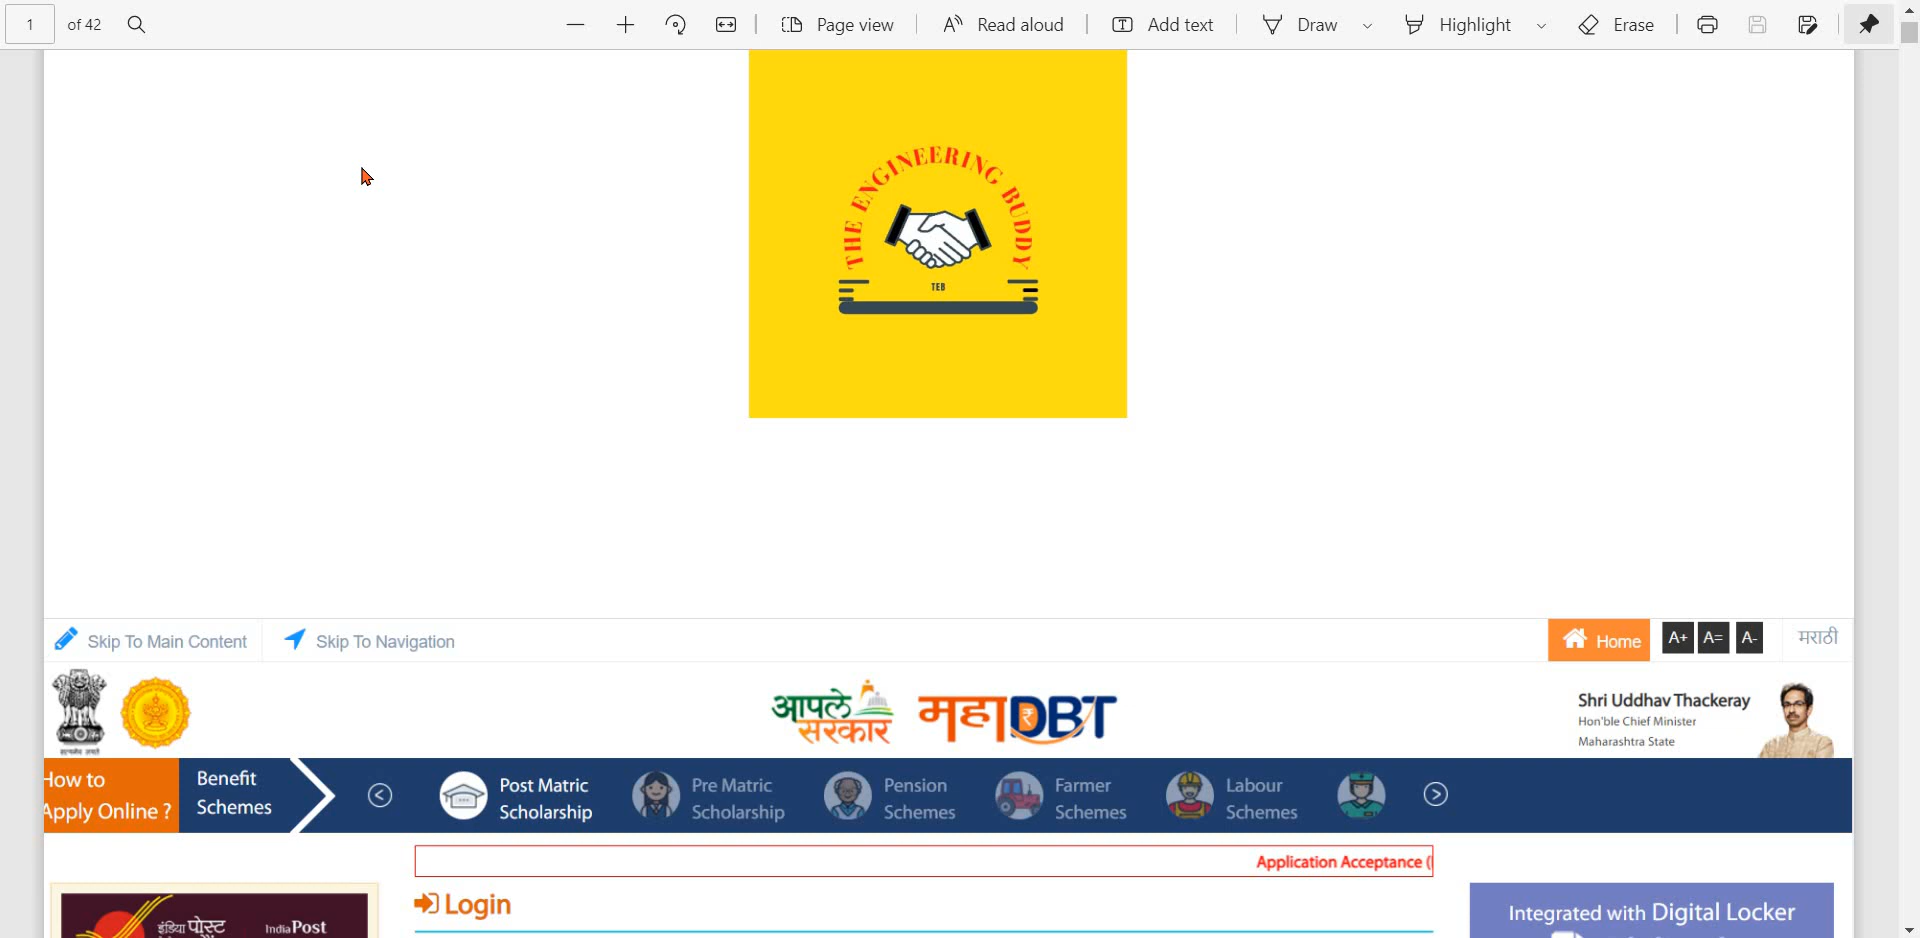 1 of 42 Page view Read aloud Add text Draw Highlight Erase
THE ENGINEERING BUDDY
TEB
Skip To Main Content Skip To Navigation Home A+ A= A- मराठी
सत्यमेव जयते
आपले
सरकार
महाDBT
Shri Uddhav Thackeray
Hon'ble Chief Minister
Maharashtra State
How to
Apply Online ?
Benefit
Schemes
Post Matric
Scholarship
Pre Matric
Scholarship
Pension
Schemes
Farmer
Schemes
Labour
Schemes
Application Acceptance (
Login
इंडिया पोस्ट
India Post
Integrated with Digital Locker